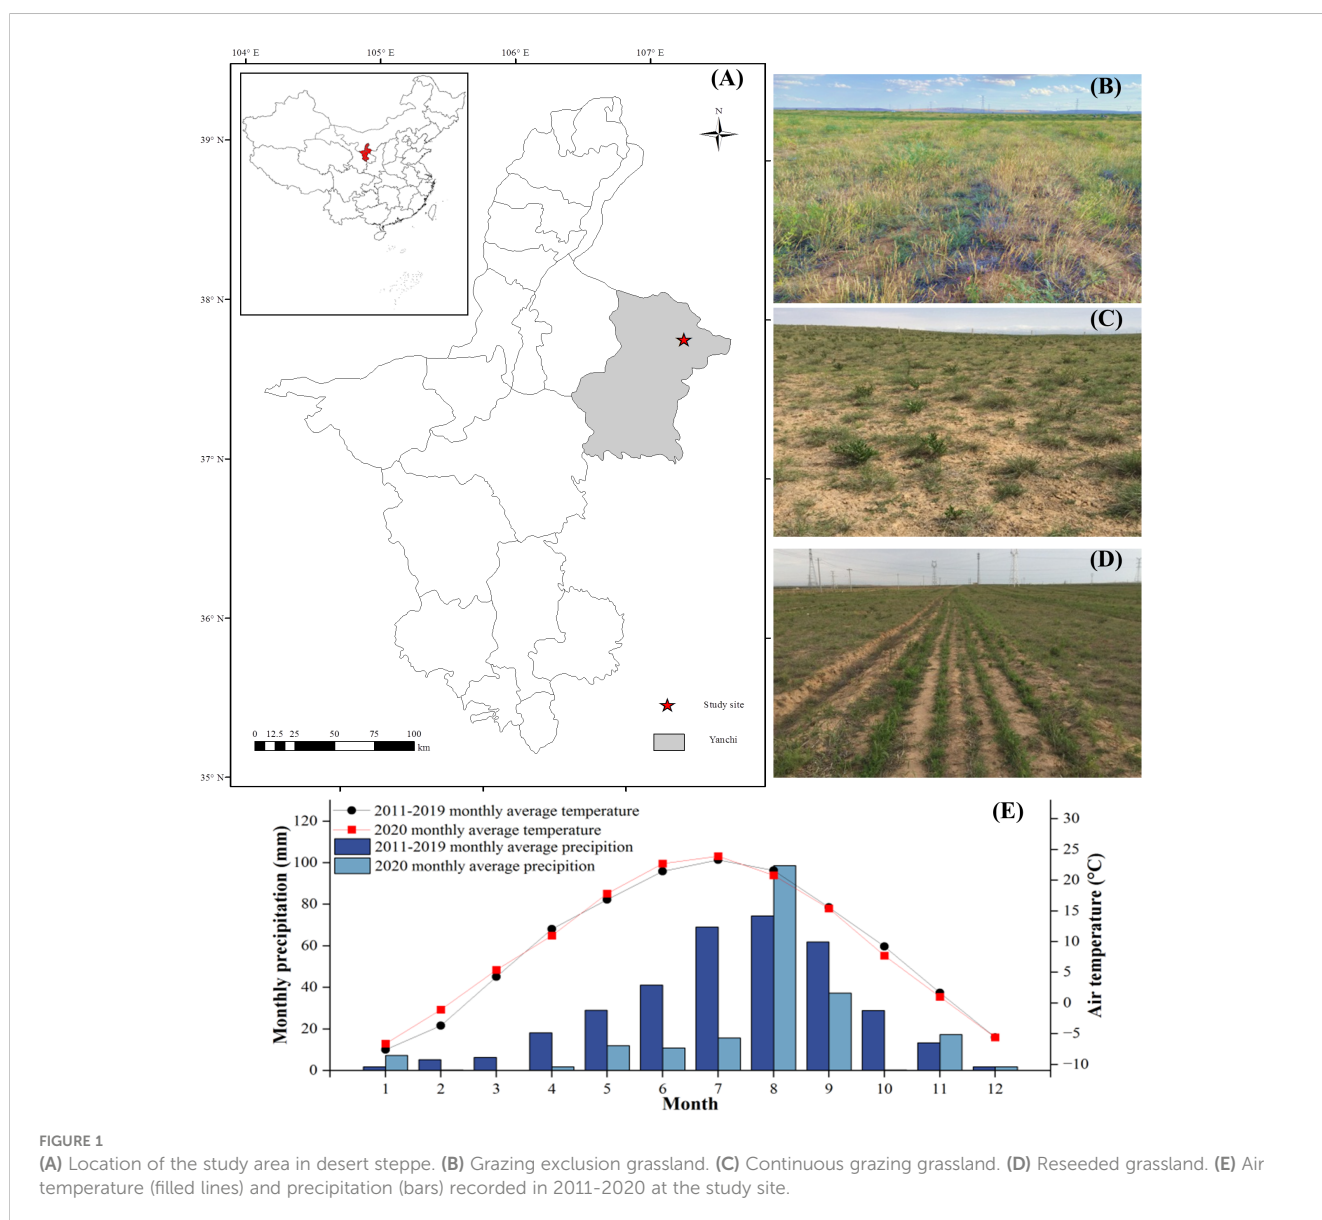 104° E 105° E 106° E 107° E
(A)
N
39° N
38° N
37° N
36° N
35° N
Study site
Yanchi
0 12.5 25 50 75 100
km
(B)
(C)
(D)
(E)
2011-2019 monthly average temperature
2020 monthly average temperature
2011-2019 monthly average precipition
2020 monthly average precipition
Monthly precipitation (mm)
120
100
80
60
40
20
0
Air temperature (°C)
30
25
20
15
10
5
0
−5
−10
1 2 3 4 5 6 7 8 9 10 11 12
Month
FIGURE 1
(A) Location of the study area in desert steppe. (B) Grazing exclusion grassland. (C) Continuous grazing grassland. (D) Reseeded grassland. (E) Air
temperature (filled lines) and precipitation (bars) recorded in 2011-2020 at the study site.